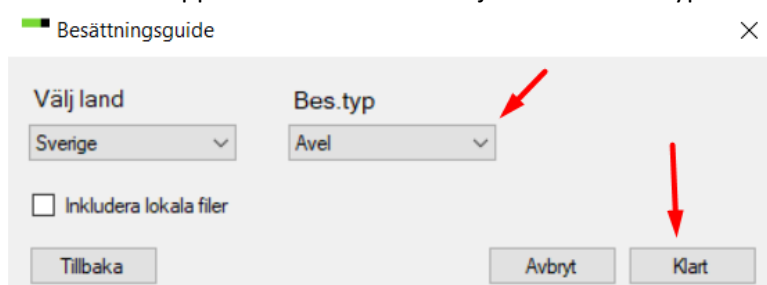 Besättningsguide
Välj land Bes.typ
Sverige Avel
Inkludera lokala filer
Tillbaka Avbryt Klart